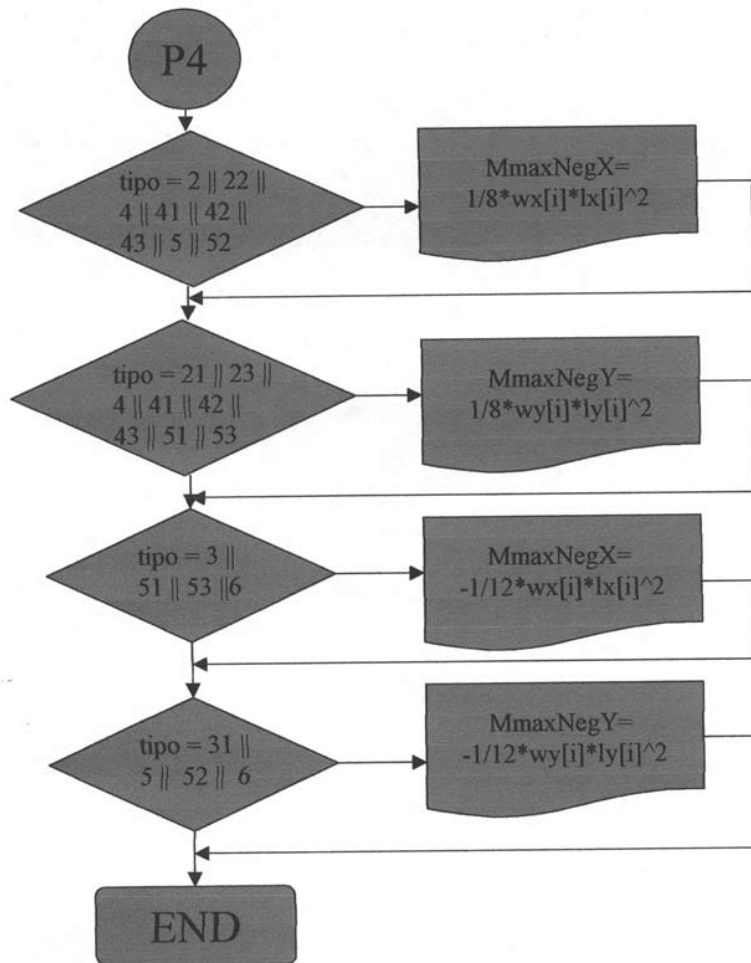 P4
tipo = 2 || 22 ||
4 || 41 || 42 ||
43 || 5 || 52
MmaxNegX=
1/8*wx[i]*lx[i]^2
tipo = 21 || 23 ||
4 || 41 || 42 ||
43 || 51 || 53
MmaxNegY=
1/8*wy[i]*ly[i]^2
tipo = 3 ||
51 || 53 ||6
MmaxNegX=
-1/12*wx[i]*lx[i]^2
tipo = 31 ||
5 || 52 || 6
MmaxNegY=
-1/12*wy[i]*ly[i]^2
END